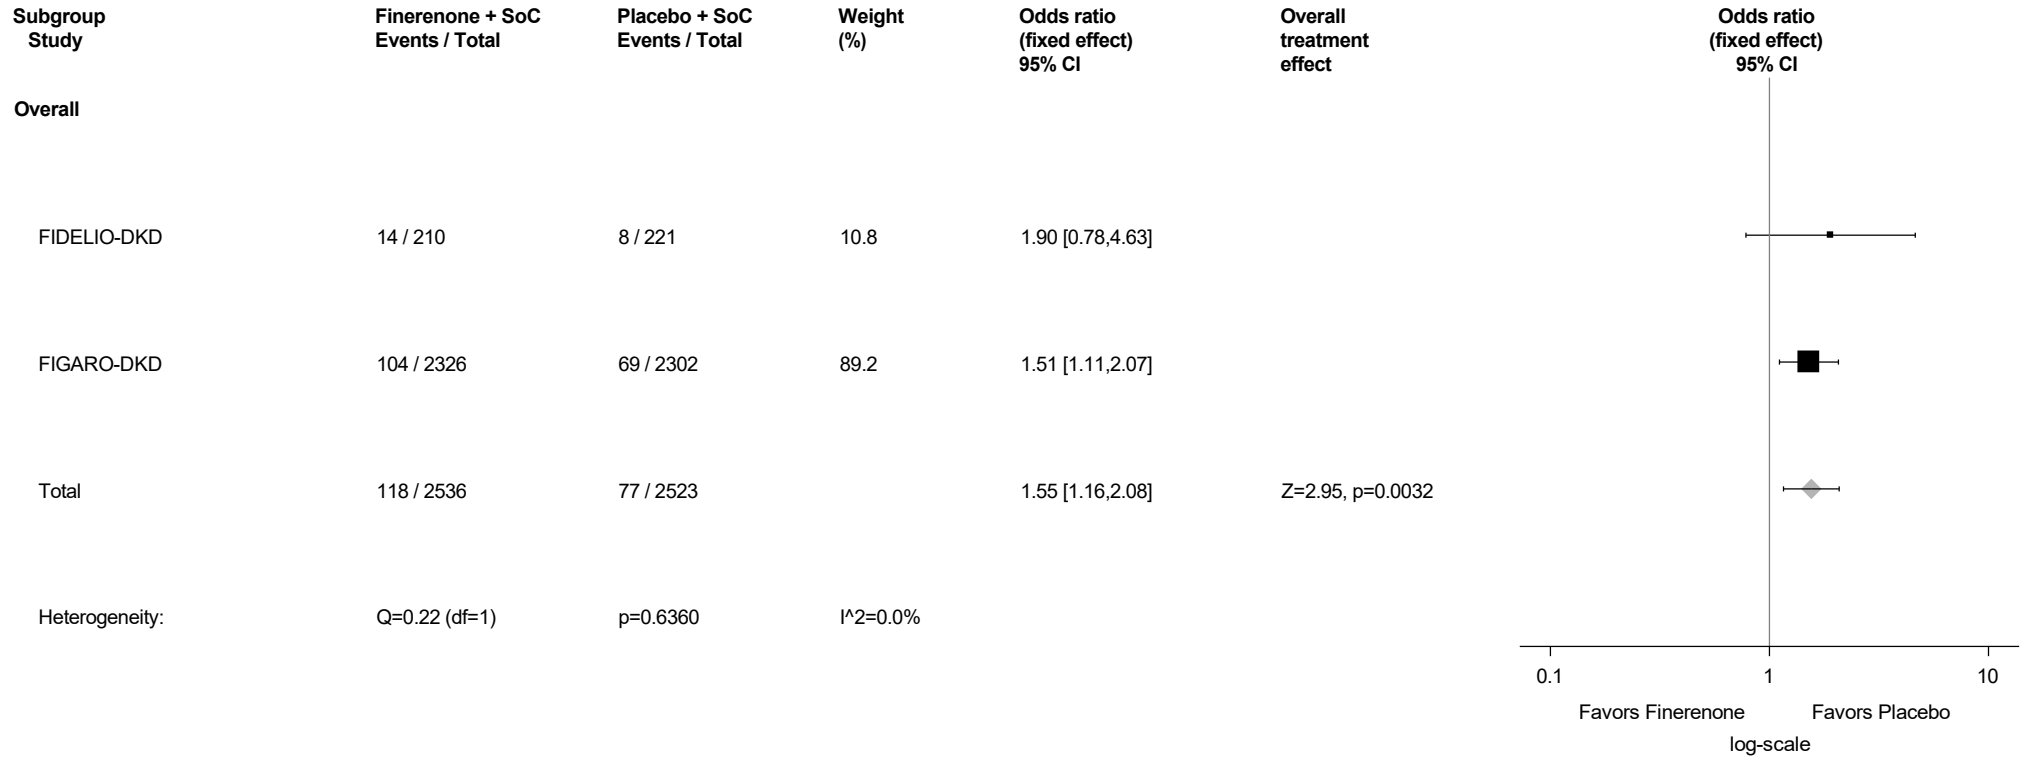 Subgroup Finerenone + SoC Placebo + SoC Weight Odds ratio Overall Odds ratio
Study Events / Total Events / Total (%) (fixed effect) treatment (fixed effect)
95% CI effect 95% CI
Overall
FIDELIO-DKD 14 / 210 8 / 221 10.8 1.90 [0.78,4.63]
FIGARO-DKD 104 / 2326 69 / 2302 89.2 1.51 [1.11,2.07]
Total 118 / 2536 77 / 2523 1.55 [1.16,2.08] Z=2.95, p=0.0032
Heterogeneity: Q=0.22 (df=1) p=0.6360 I^2=0.0%
0.1 1 10
Favors Finerenone Favors Placebo
log-scale